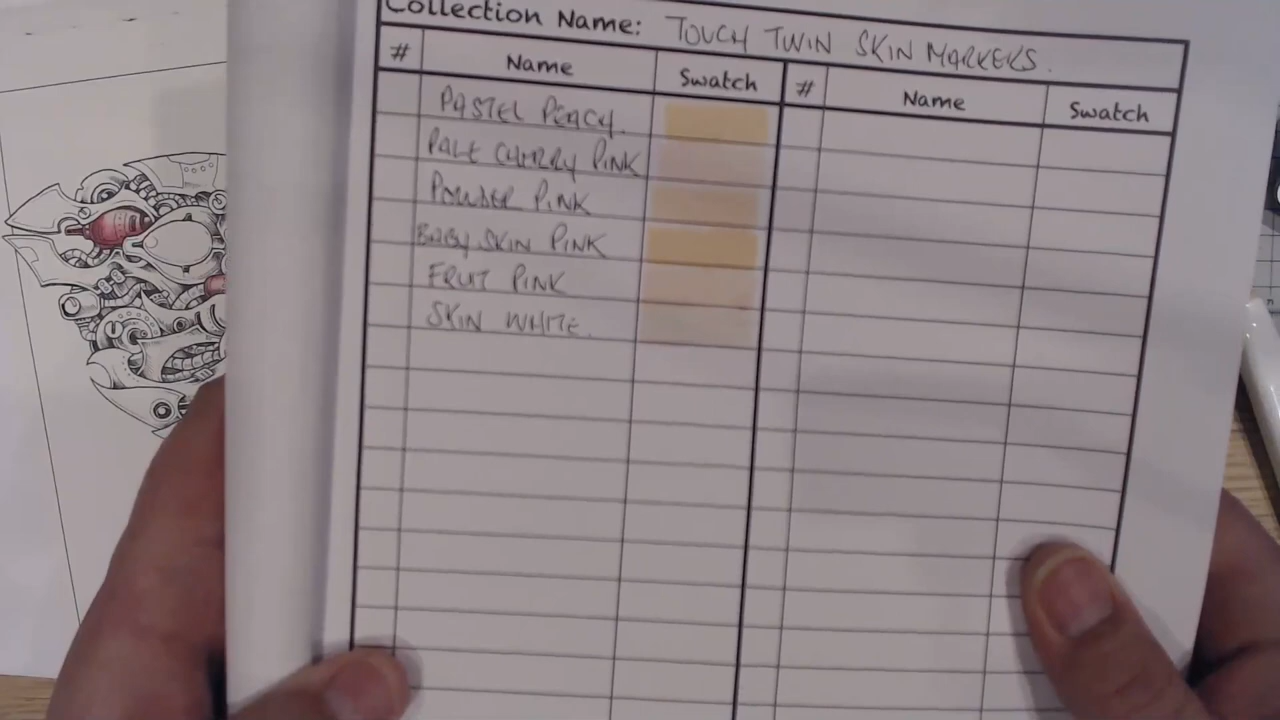 Collection Name: TOUCH TWIN SKIN MARKERS.
# Name Swatch # Name Swatch
PASTEL PEACH.
PALE CHERRY PINK
POWDER PINK
BABY SKIN PINK
FRUIT PINK
SKIN WHITE.